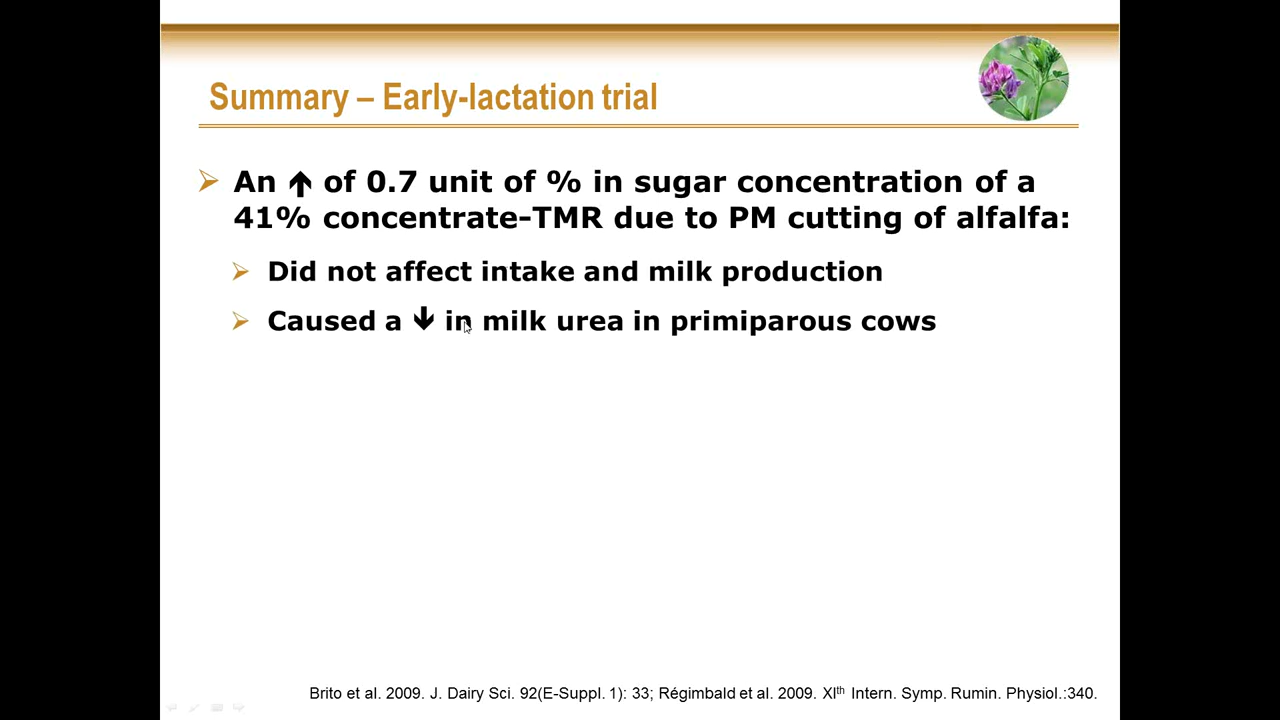 Summary – Early-lactation trial
➢ An 🡹 of 0.7 unit of % in sugar concentration of a
41% concentrate-TMR due to PM cutting of alfalfa:
➢ Did not affect intake and milk production
➢ Caused a 🡻 in milk urea in primiparous cows
Brito et al. 2009. J. Dairy Sci. 92(E-Suppl. 1): 33; Régimbald et al. 2009. XIth Intern. Symp. Rumin. Physiol.:340.